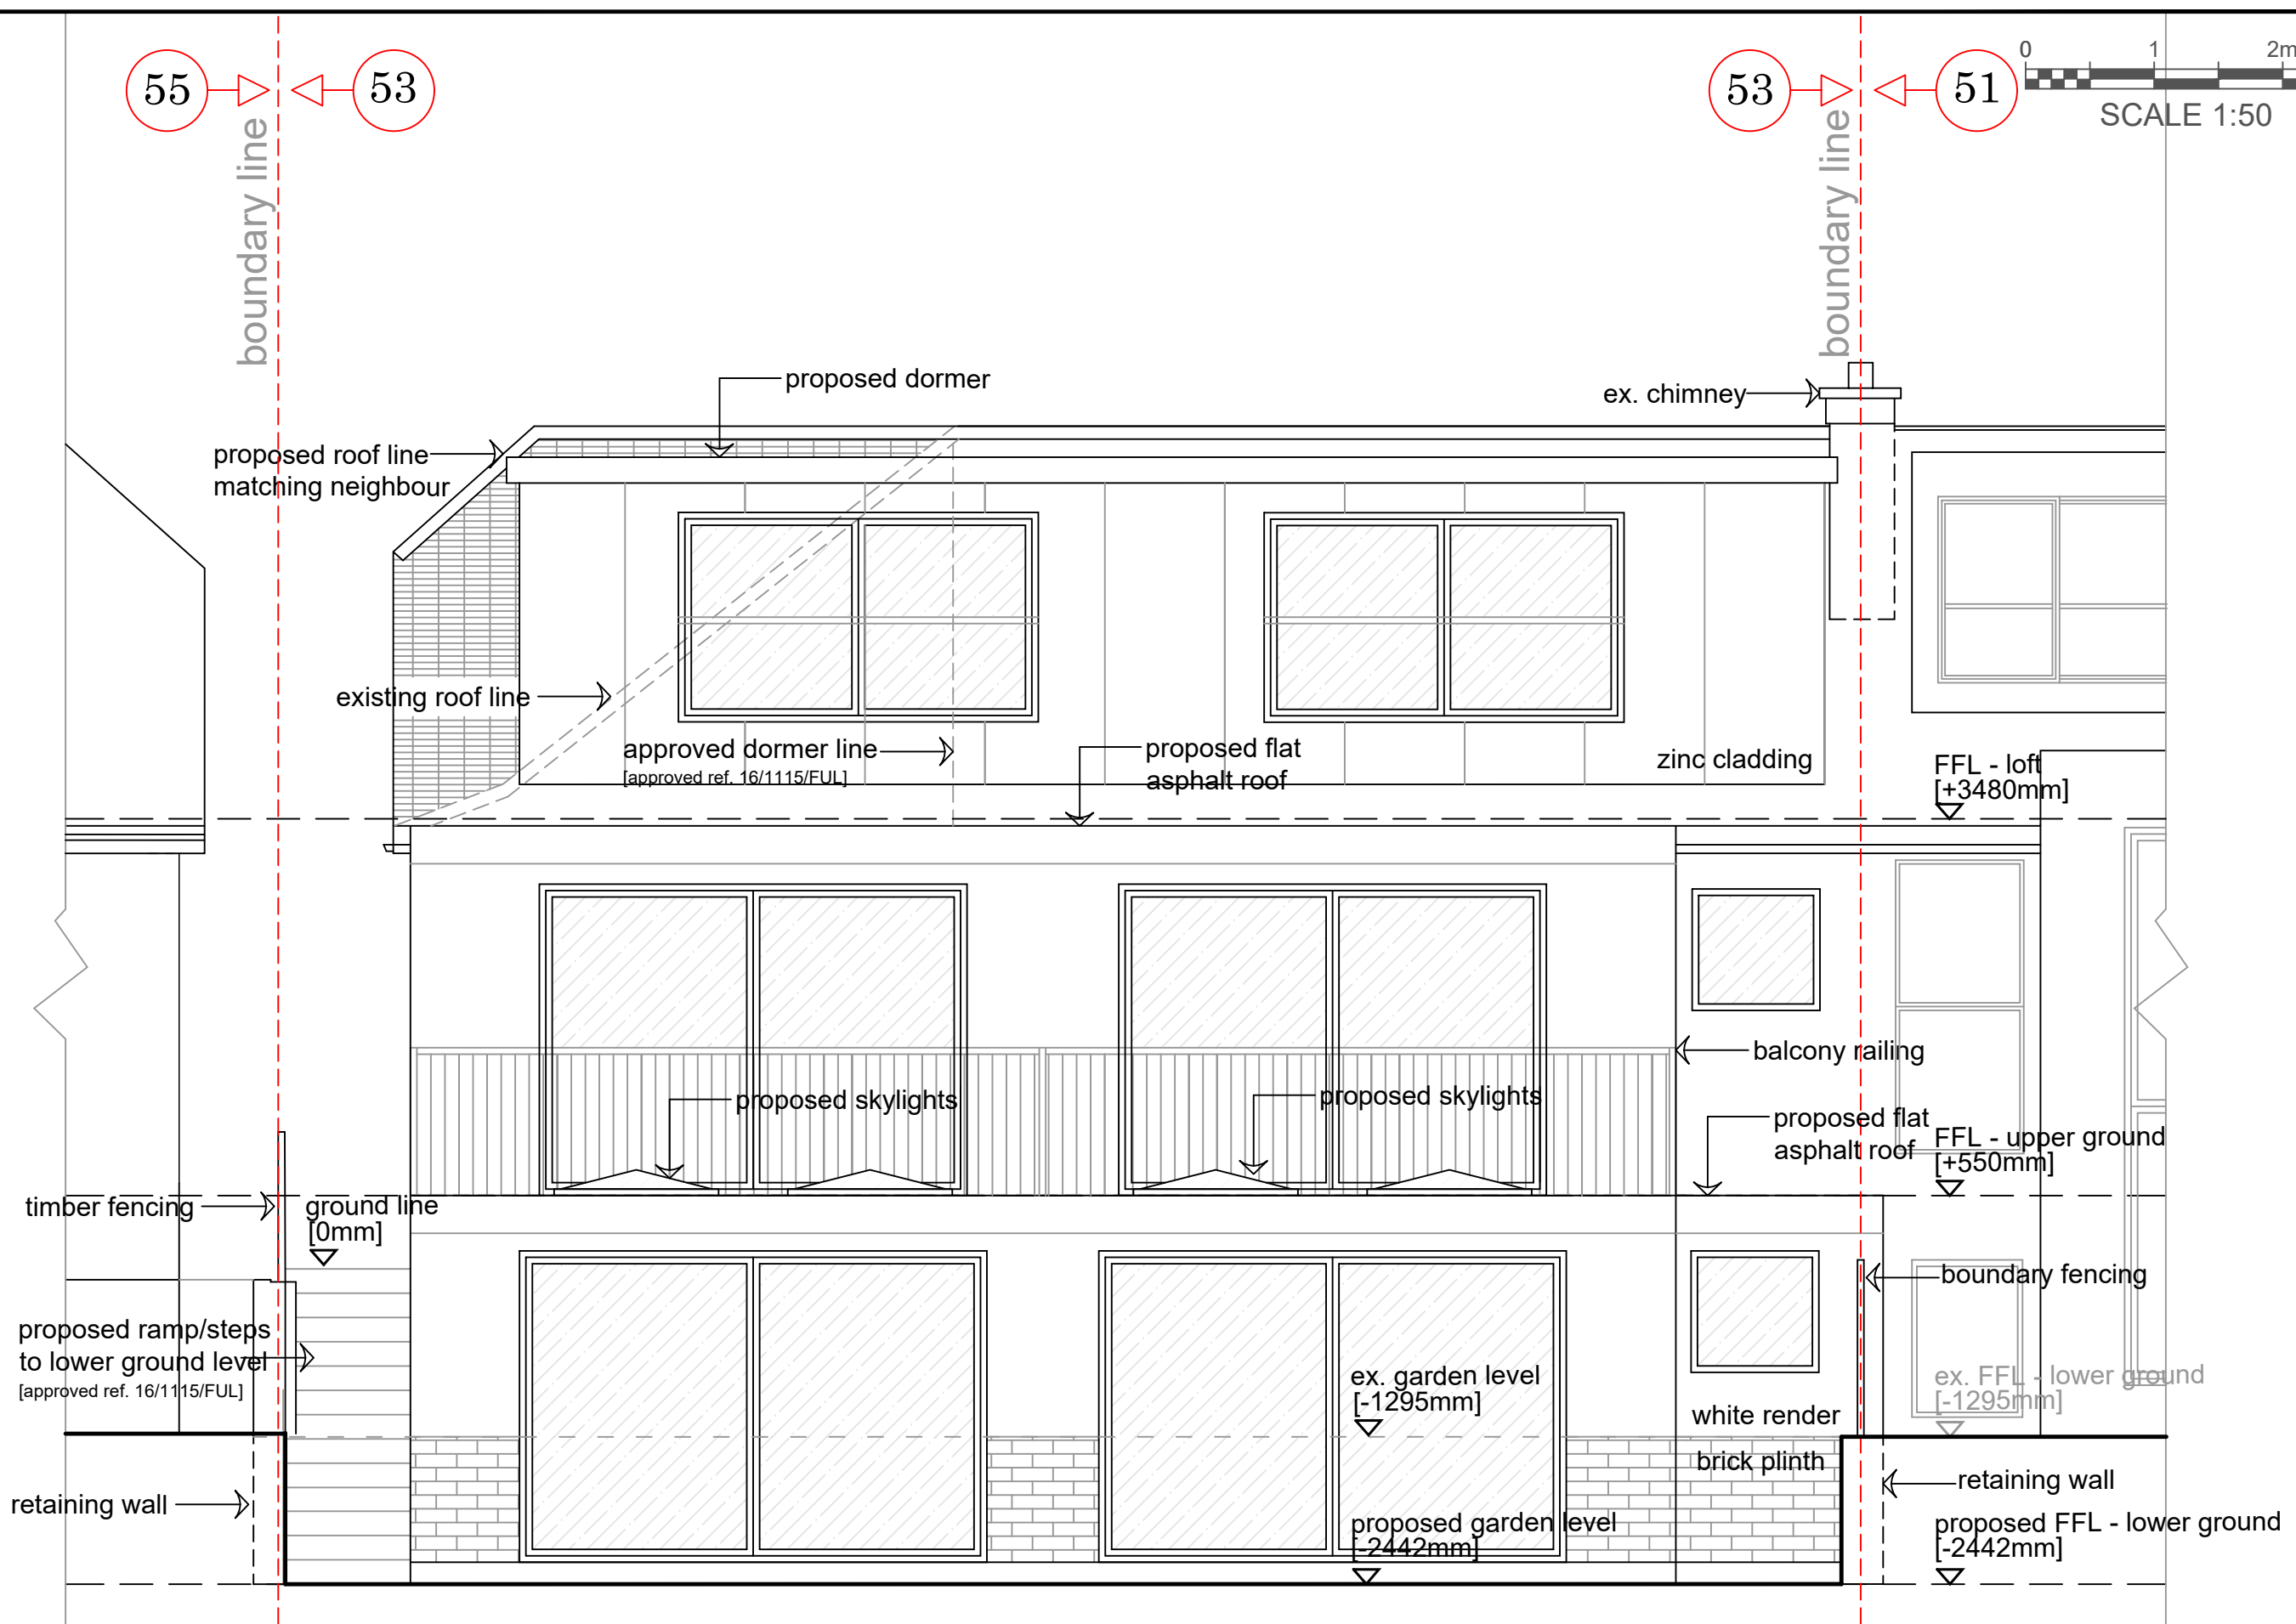 55
53
53
51
0 1 2m
SCALE 1:50
boundary line
boundary line
proposed dormer
ex. chimney
proposed roof line
matching neighbour
existing roof line
approved dormer line
[approved ref. 16/1115/FUL]
proposed flat
asphalt roof
zinc cladding
FFL - loft
[+3480mm]
balcony railing
proposed skylights
proposed skylights
proposed flat
asphalt roof
FFL - upper ground
[+550mm]
timber fencing
ground line
[0mm]
boundary fencing
proposed ramp/steps
to lower ground level
[approved ref. 16/1115/FUL]
ex. garden level
[-1295mm]
ex. FFL - lower ground
[-1295mm]
white render
brick plinth
retaining wall
retaining wall
proposed garden level
[-2442mm]
proposed FFL - lower ground
[-2442mm]